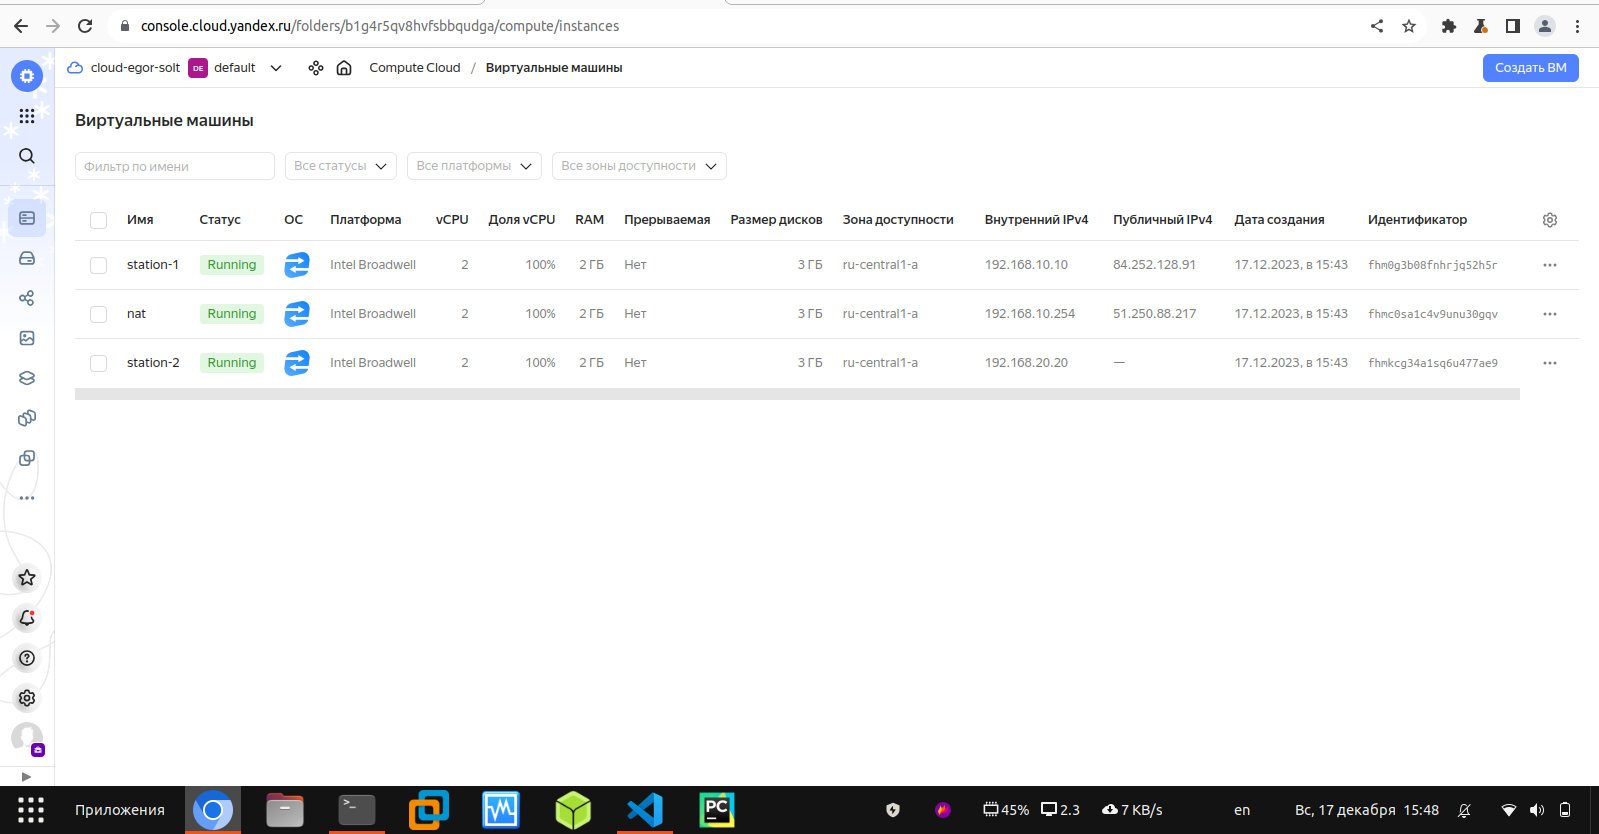 console.cloud.yandex.ru/folders/b1g4r5qv8hvfsbbqudga/compute/instances
cloud-egor-solt DE default Compute Cloud / Виртуальные машины Создать ВМ
Виртуальные машины
Фильтр по имени Все статусы Все платформы Все зоны доступности
Имя Статус ОС Платформа vCPU Доля vCPU RAM Прерываемая Размер дисков Зона доступности Внутренний IPv4 Публичный IPv4 Дата создания Идентификатор
station-1 Running Intel Broadwell 2 100% 2 ГБ Нет 3 ГБ ru-central1-a 192.168.10.10 84.252.128.91 17.12.2023, в 15:43 fhm0g3b08fnhrjq52h5r
nat Running Intel Broadwell 2 100% 2 ГБ Нет 3 ГБ ru-central1-a 192.168.10.254 51.250.88.217 17.12.2023, в 15:43 fhmc0sa1c4v9unu30gqv
station-2 Running Intel Broadwell 2 100% 2 ГБ Нет 3 ГБ ru-central1-a 192.168.20.20 — 17.12.2023, в 15:43 fhmkcg34a1sq6u477ae9
Приложения >_ PC 45% 2.3 7 KB/s en Вс, 17 декабря 15:48